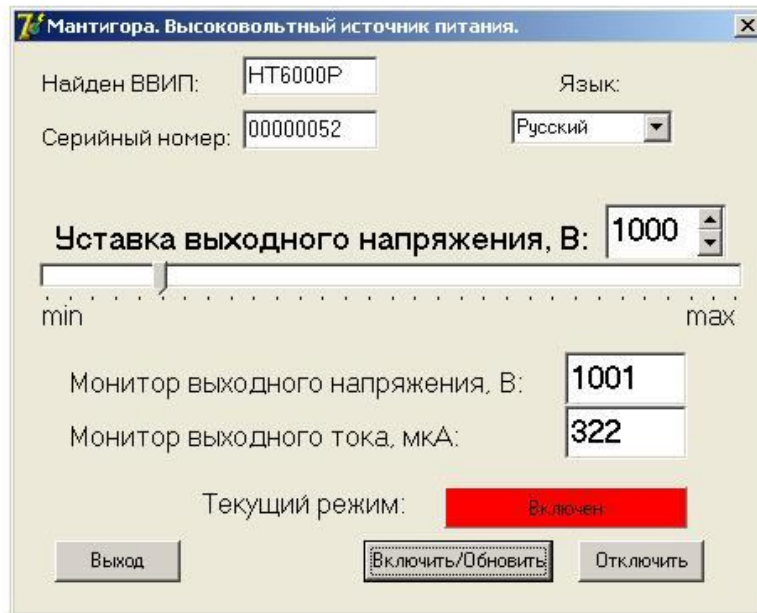 Мантигора. Высоковольтный источник питания.
Найден ВВИП: HT6000P
Язык:
Серийный номер: 00000052
Русский
Уставка выходного напряжения, В: 1000
min max
Монитор выходного напряжения, В: 1001
Монитор выходного тока, мкА: 322
Текущий режим: Включен
Выход Включить/Обновить Отключить